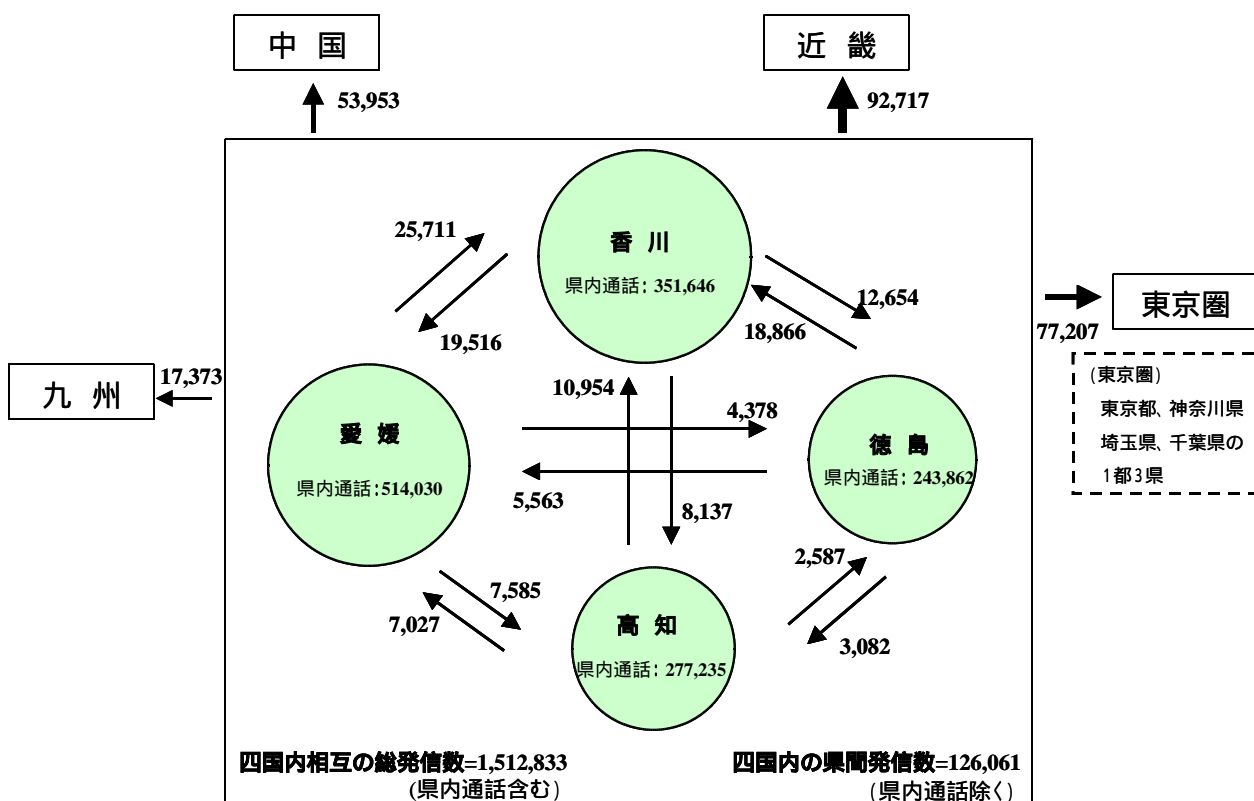 中 国
近 畿
53,953
92,717
25,711
香 川
県内通話: 351,646
12,654
19,516
18,866
77,207
東京圏
(東京圏)
東京都、神奈川県
埼玉県、千葉県の
1都3県
17,373
九 州
10,954
4,378
愛 媛
県内通話:514,030
徳 島
県内通話: 243,862
5,563
8,137
2,587
7,585
7,027
3,082
高 知
県内通話: 277,235
四国内相互の総発信数=1,512,833
(県内通話含む)
四国内の県間発信数=126,061
(県内通話除く)